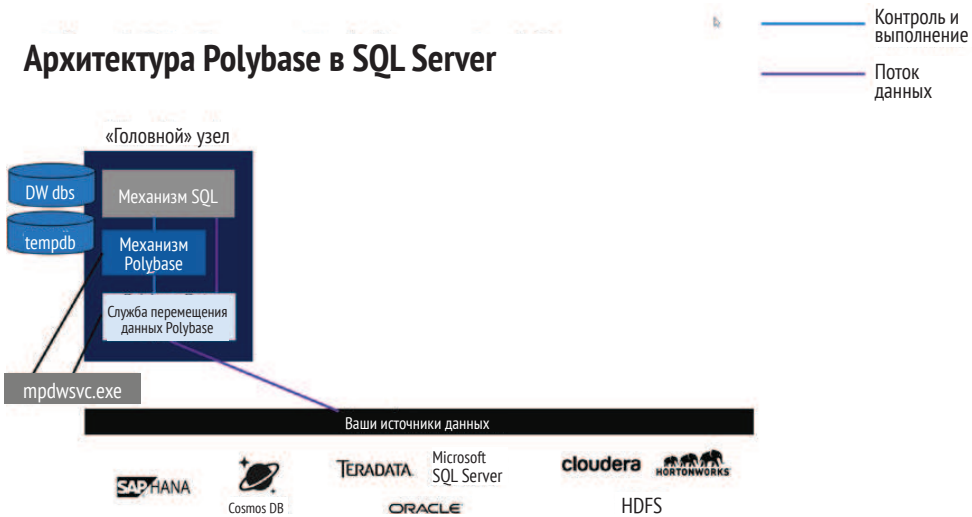 Контроль и
выполнение
Архитектура Polybase в SQL Server
Поток
данных
«Головной» узел
DW dbs
Механизм SQL
tempdb
Механизм
Polybase
Служба перемещения
данных Polybase
mpdwsvc.exe
Ваши источники данных
SAP HANA
Cosmos DB
TERADATA
Microsoft
SQL Server
ORACLE
cloudera
HORTONWORKS
HDFS